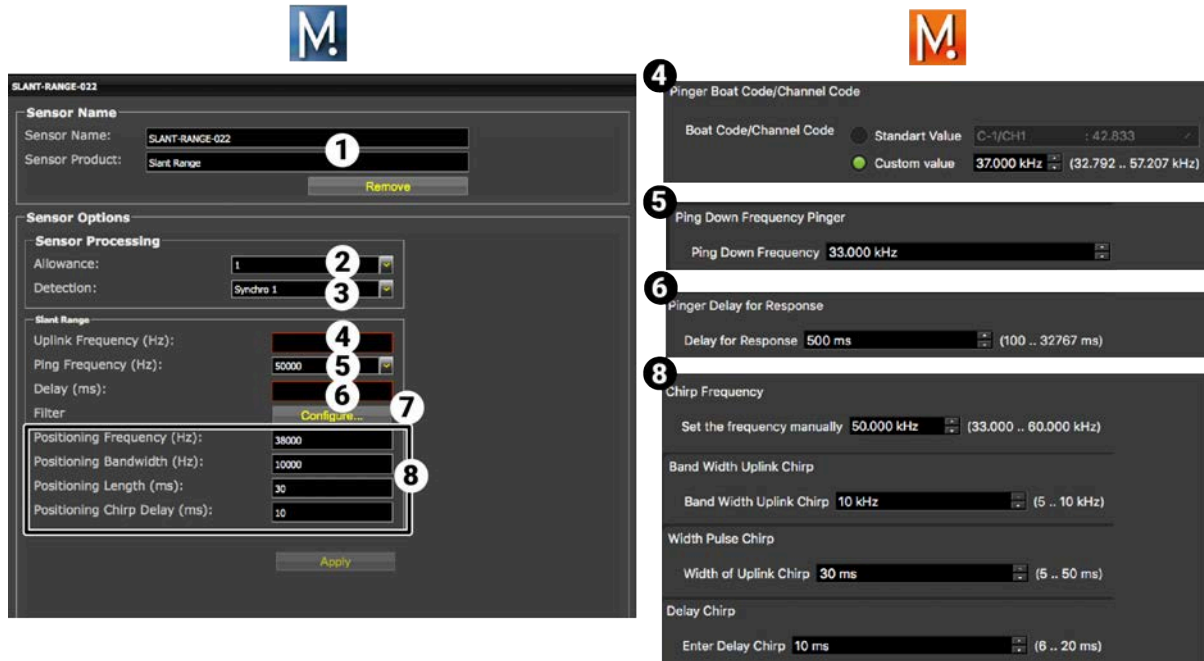 M!
M!
SLANT-RANGE-022
Sensor Name
Sensor Name: SLANT-RANGE-022
Sensor Product: Slant Range
1
Remove
Sensor Options
Sensor Processing
Allowance: 1
2
Detection: Synchro 1
3
Slant Range
Uplink Frequency (Hz):
4
Ping Frequency (Hz): 50000
5
Delay (ms):
6
Filter Configure...
7
Positioning Frequency (Hz): 38000
Positioning Bandwidth (Hz): 10000
8
Positioning Length (ms): 30
Positioning Chirp Delay (ms): 10
Apply
4
Pinger Boat Code/Channel Code
Boat Code/Channel Code Standart Value C-1/CH1 : 42.833
Custom value 37.000 kHz (32.792 .. 57.207 kHz)
5
Ping Down Frequency Pinger
Ping Down Frequency 33.000 kHz
6
Pinger Delay for Response
Delay for Response 500 ms (100 .. 32767 ms)
8
Chirp Frequency
Set the frequency manually 50.000 kHz (33.000 .. 60.000 kHz)
Band Width Uplink Chirp
Band Width Uplink Chirp 10 kHz (5 .. 10 kHz)
Width Pulse Chirp
Width of Uplink Chirp 30 ms (5 .. 50 ms)
Delay Chirp
Enter Delay Chirp 10 ms (6 .. 20 ms)